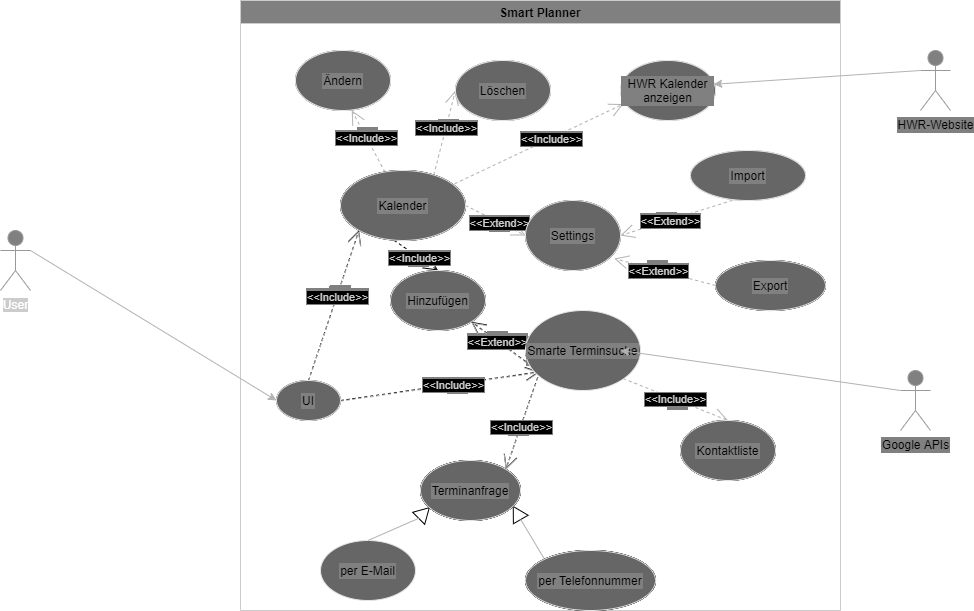 Smart Planner
Ändern
Löschen
HWR Kalender
anzeigen
HWR-Website
<<Include>>
<<Include>>
<<Include>>
Import
Kalender
<<Extend>>
Settings
<<Extend>>
<<Include>>
<<Extend>>
Export
User
<<Include>>
Hinzufügen
<<Extend>>
Smarte Terminsuche
<<Include>>
UI
<<Include>>
Google APIs
<<Include>>
Kontaktliste
Terminanfrage
per E-Mail
per Telefonnummer